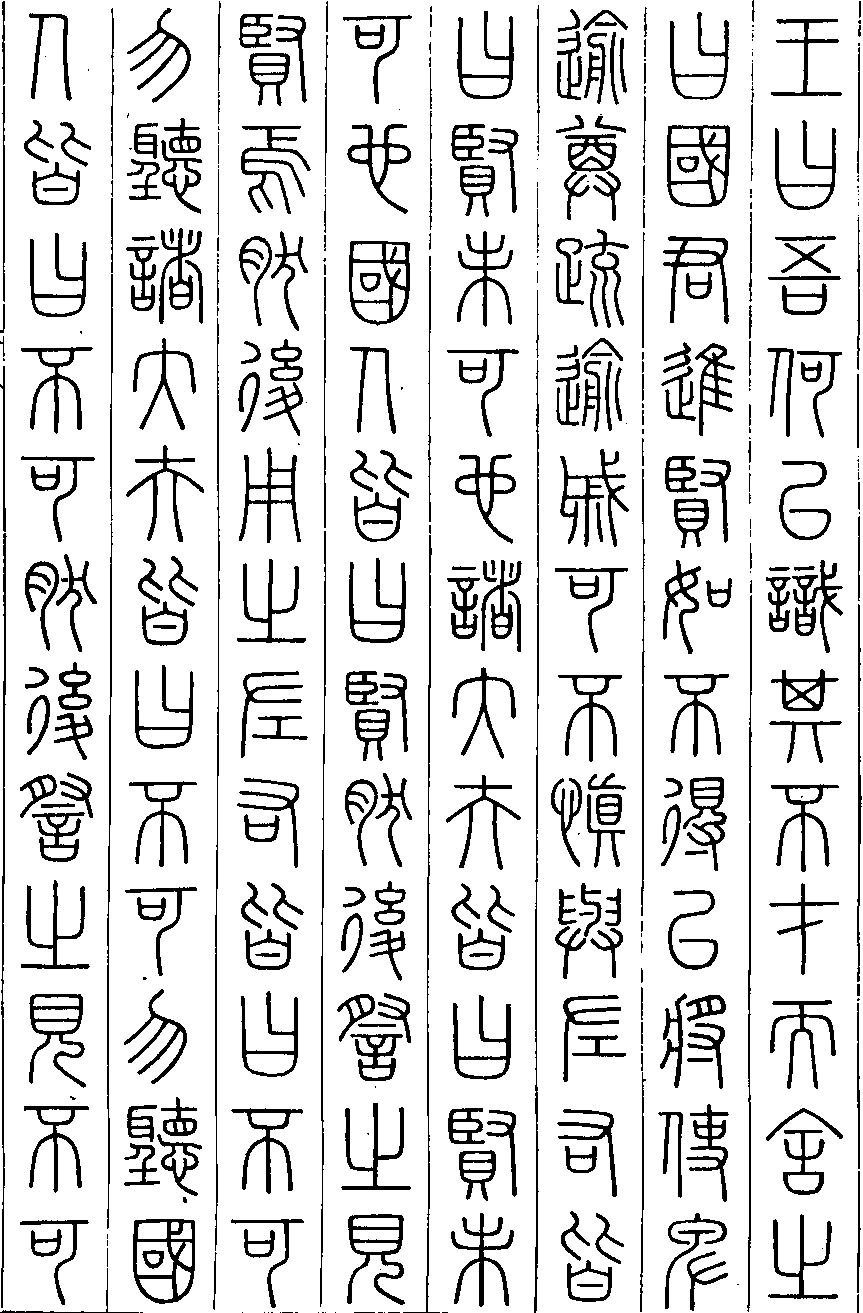 王曰吾何以識其不才而舍之
曰國君進賢如不得已將使卑
逾尊疏逾戚可不慎與左右皆
曰賢未可也諸大夫皆曰賢未
可也國人皆曰賢然後察之見
賢焉然後用之左右皆曰不可
勿聽諸大夫皆曰不可勿聽國
人皆曰不可然後察之見不可